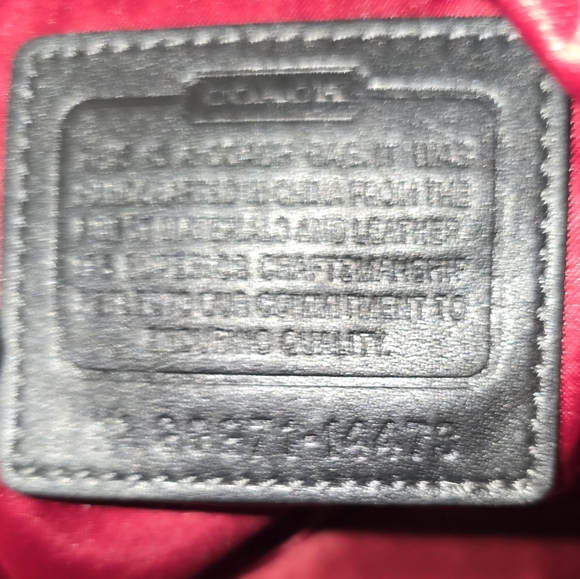 COACH
THIS IS A COACH BAG. IT WAS
HANDCRAFTED IN CHINA FROM THE
FINEST MATERIALS AND LEATHER.
ITS SUPERIOR CRAFTSMANSHIP
REFLECTS OUR COMMITMENT TO
ENDURING QUALITY.